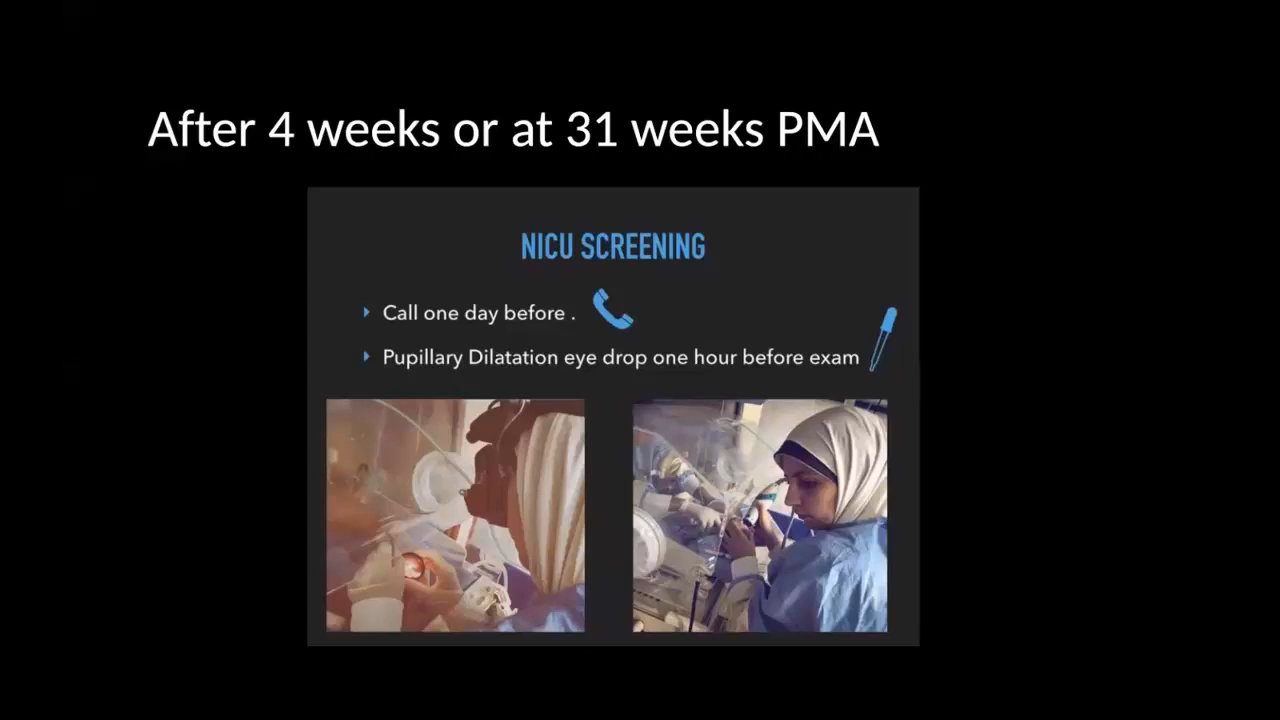 After 4 weeks or at 31 weeks PMA
NICU SCREENING
Call one day before .
Pupillary Dilatation eye drop one hour before exam